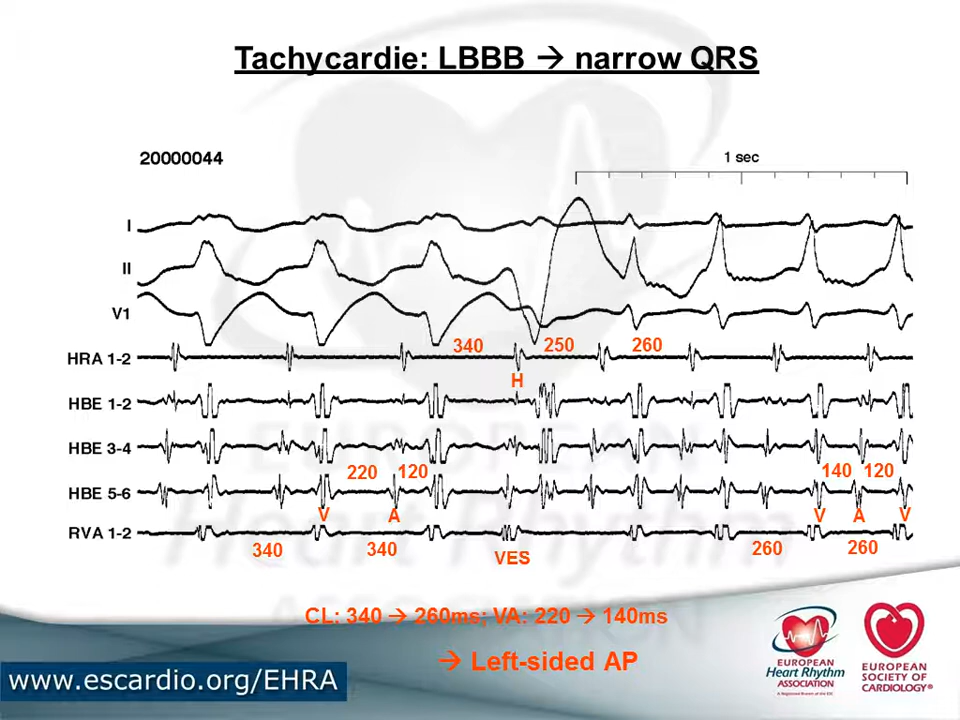 Tachycardie: LBBB → narrow QRS
20000044
1 sec
I
II
V1
HRA 1-2
340 250 260
H
HBE 1-2
HBE 3-4
220 120 140 120
HBE 5-6
V A V A V
RVA 1-2
340 340 VES 260 260
CL: 340 → 260ms; VA: 220 → 140ms
→ Left-sided AP
www.escardio.org/EHRA
EUROPEAN
Heart Rhythm
ASSOCIATION
EUROPEAN
SOCIETY OF
CARDIOLOGY®